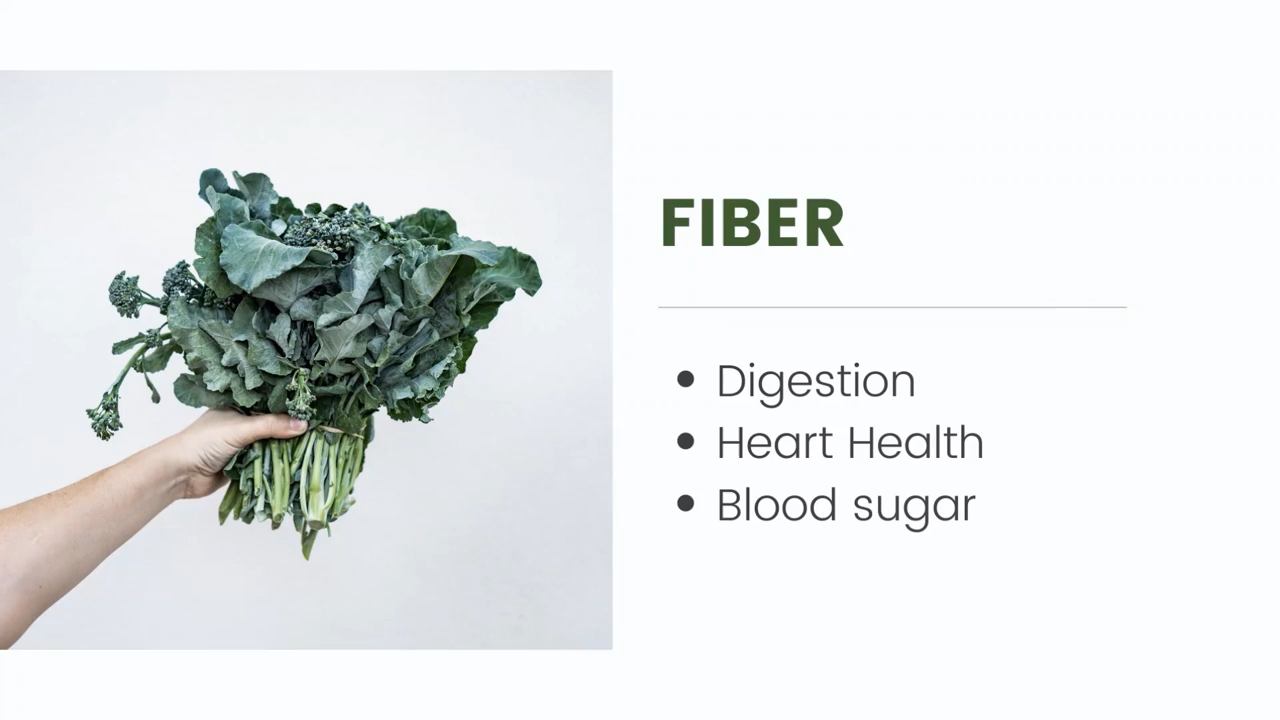 FIBER
• Digestion
• Heart Health
• Blood sugar